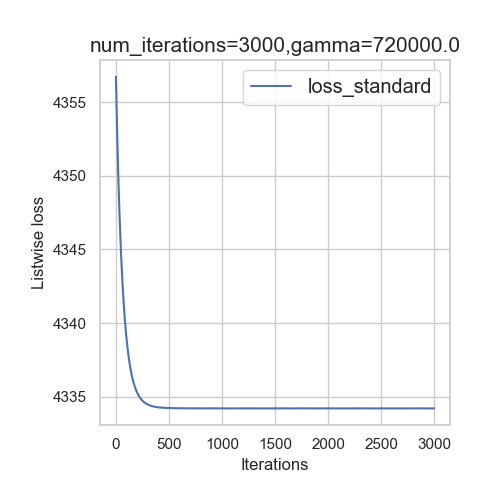 num_iterations=3000,gamma=720000.0
loss_standard
Listwise loss
4355
4350
4345
4340
4335
0 500 1000 1500 2000 2500 3000
Iterations